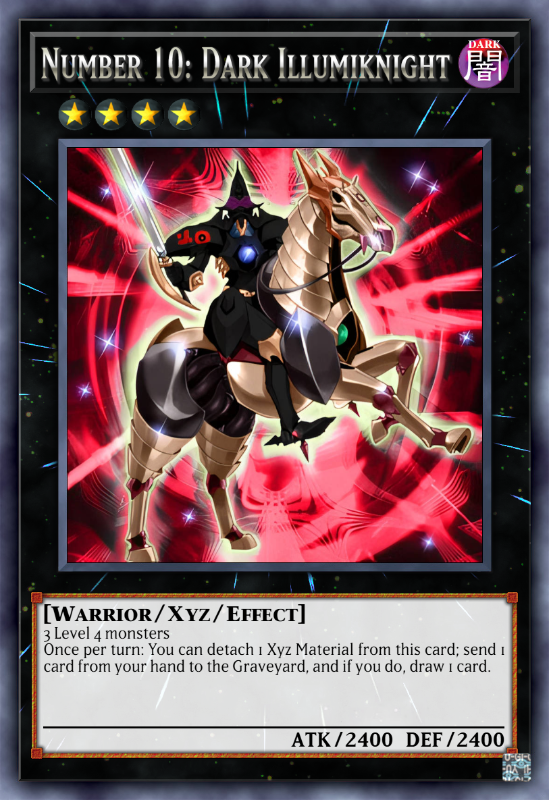 Number 10: Dark Illumiknight
DARK
闇
10
[Warrior/Xyz/Effect]
3 Level 4 monsters
Once per turn: You can detach 1 Xyz Material from this card; send 1
card from your hand to the Graveyard, and if you do, draw 1 card.
ATK/2400 DEF/2400